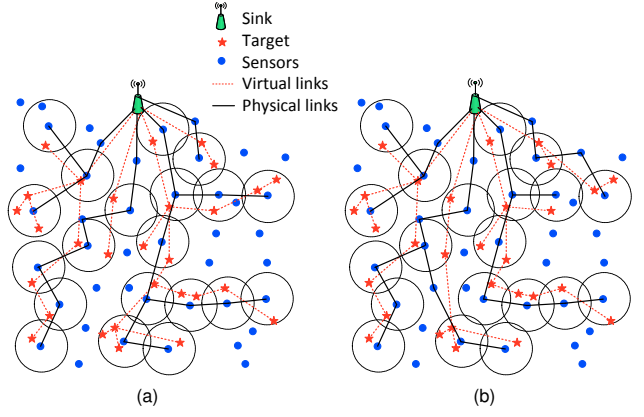 Sink
Target
Sensors
Virtual links
Physical links
(a)
(b)